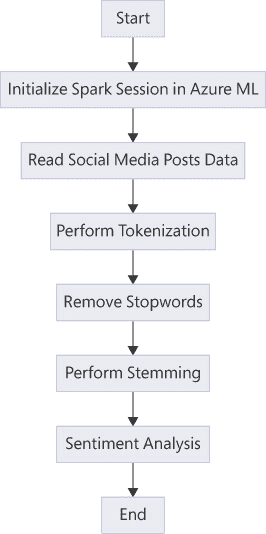 Start
Initialize Spark Session in Azure ML
Read Social Media Posts Data
Perform Tokenization
Remove Stopwords
Perform Stemming
Sentiment Analysis
End